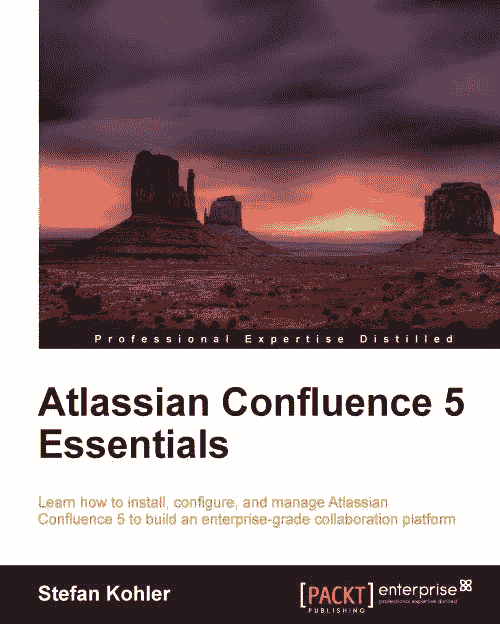 Professional Expertise Distilled
Atlassian Confluence 5
Essentials
Learn how to install, configure, and manage Atlassian
Confluence 5 to build an enterprise-grade collaboration platform
Stefan Kohler
[PACKT] enterprise
PUBLISHING professional expertise distilled